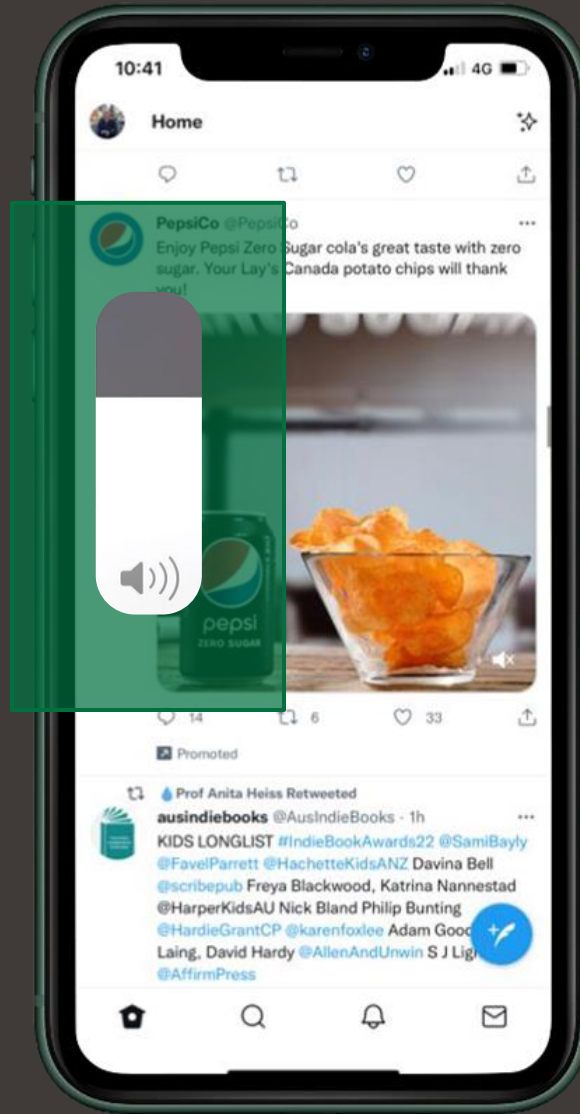 10:41
4G
Home
PepsiCo @PepsiCo
Enjoy Pepsi Zero Sugar cola's great taste with zero
sugar. Your Lay's Canada potato chips will thank
you!
pepsi
ZERO SUGAR
14 6 33
Promoted
Prof Anita Heiss Retweeted
ausindiebooks @AusIndieBooks · 1h
KIDS LONGLIST #IndieBookAwards22 @SamiBayly
@FavelParrett @HachetteKidsANZ Davina Bell
@scribepub Freya Blackwood, Katrina Nannestad
@HarperKidsAU Nick Bland Philip Bunting
@HardieGrantCP @karenfoxlee Adam
Laing, David Hardy @AllenAndUnwin S J
@AffirmPress